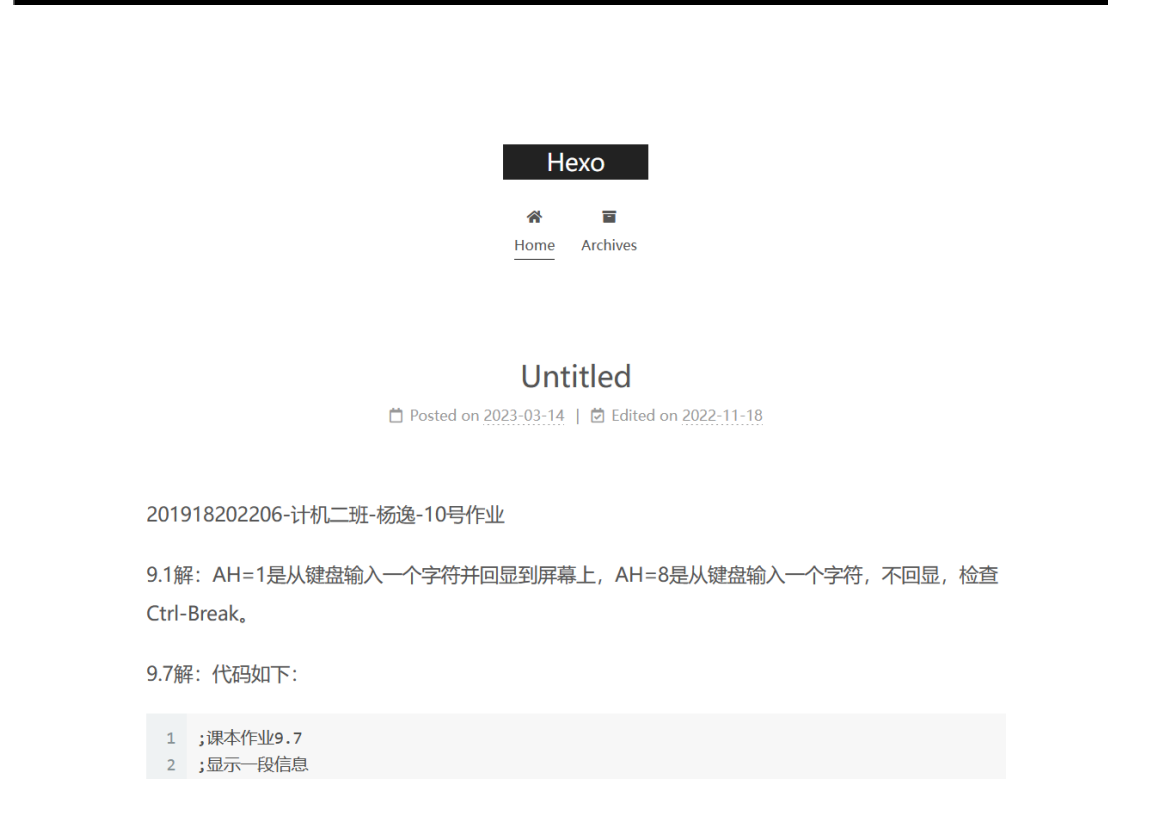 Hexo
Home Archives
Untitled
Posted on 2023-03-14 | Edited on 2022-11-18
201918202206-计机二班-杨逸-10号作业
9.1解：AH=1是从键盘输入一个字符并回显到屏幕上，AH=8是从键盘输入一个字符，不回显，检查
Ctrl-Break。
9.7解：代码如下：
1 ;课本作业9.7
2 ;显示一段信息